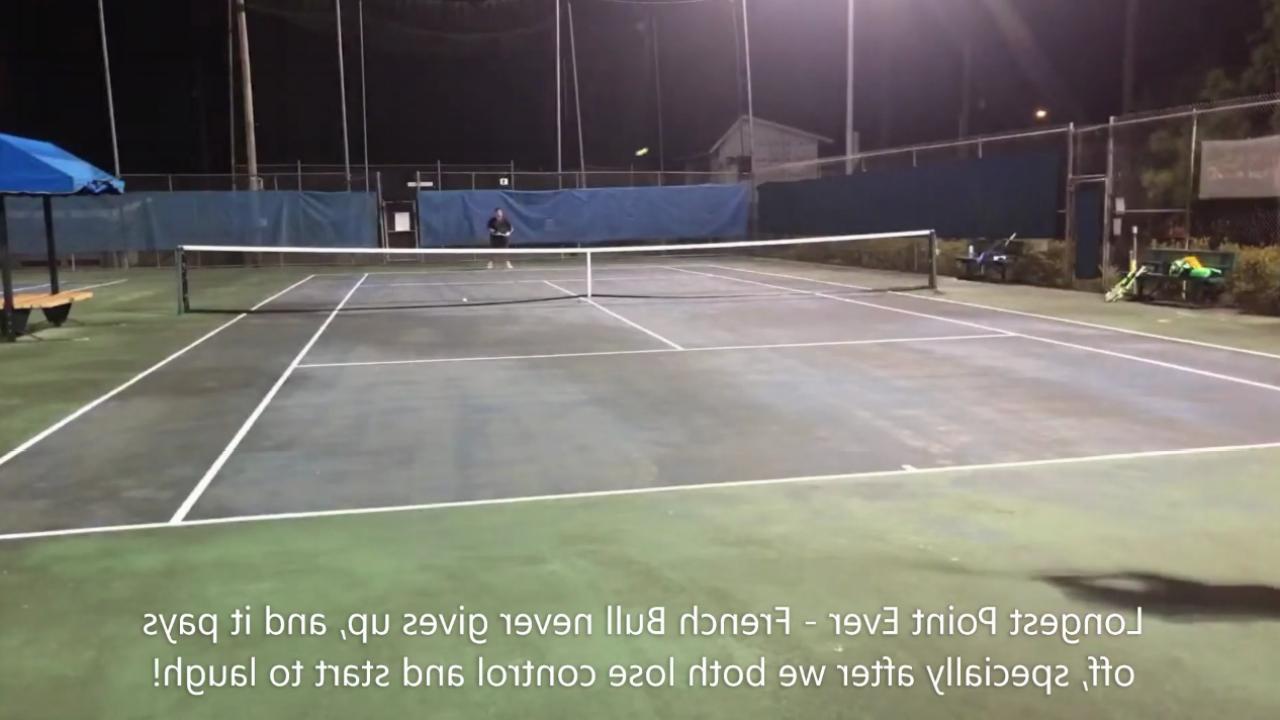 Longest Point Ever - French Bull never gives up, and it pays
off, specially after we both lose control and start to laugh!